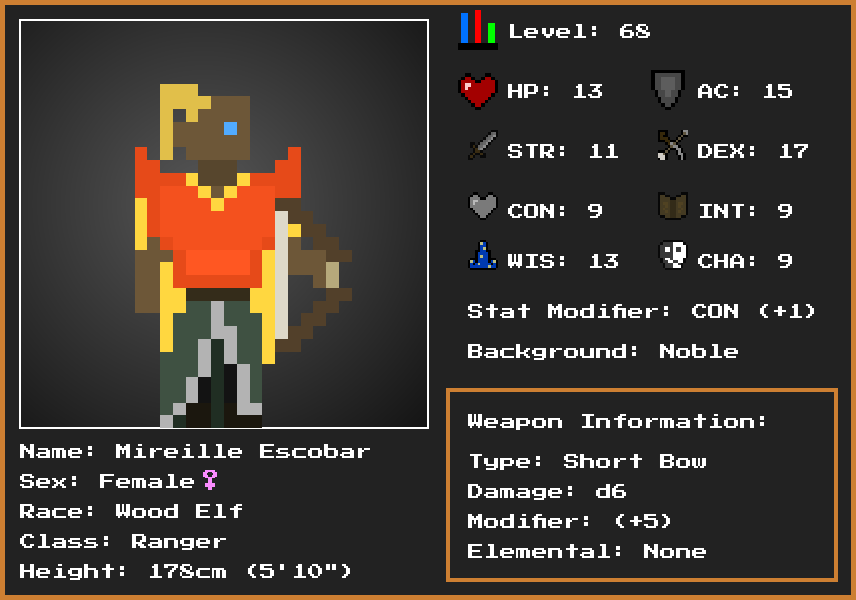 Level: 68
HP: 13 AC: 15
STR: 11 DEX: 17
CON: 9 INT: 9
WIS: 13 CHA: 9
Stat Modifier: CON (+1)
Background: Noble
Name: Mireille Escobar
Sex: Female♀
Race: Wood Elf
Class: Ranger
Height: 178cm (5'10")
Weapon Information:
Type: Short Bow
Damage: d6
Modifier: (+5)
Elemental: None